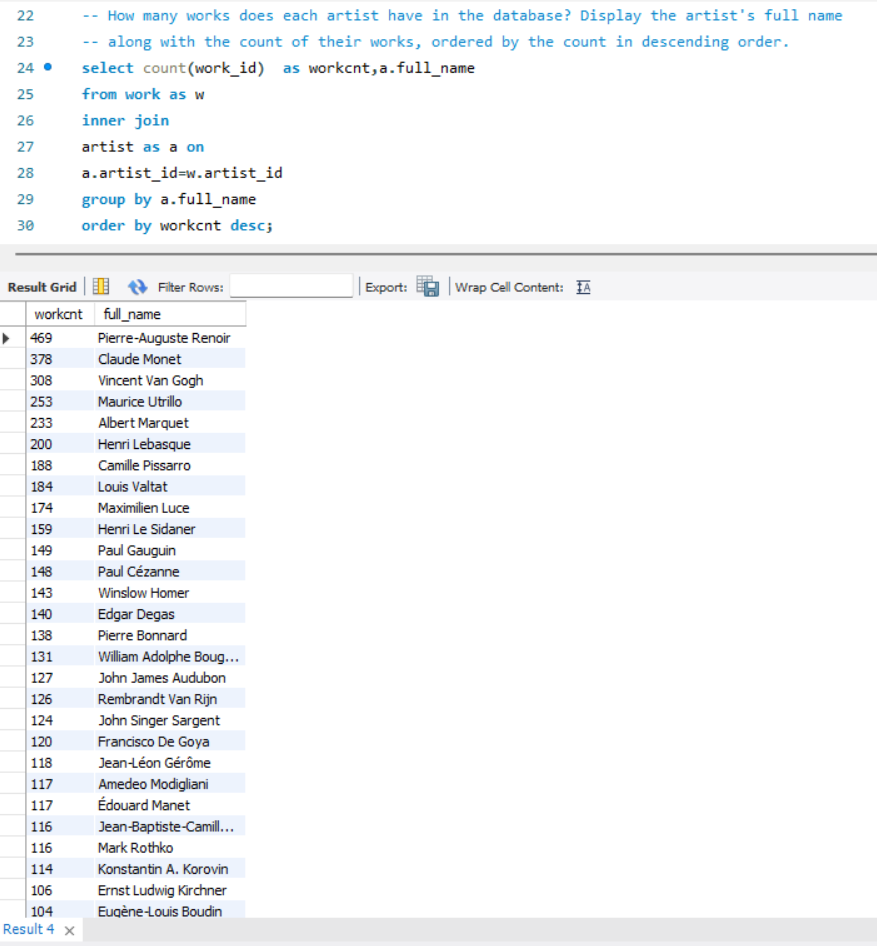 22 -- How many works does each artist have in the database? Display the artist's full name
23 -- along with the count of their works, ordered by the count in descending order.
24 select count(work_id)  as workcnt,a.full_name
25 from work as w
26 inner join
27 artist as a on
28 a.artist_id=w.artist_id
29 group by a.full_name
30 order by workcnt desc;
Result Grid Filter Rows: Export: Wrap Cell Content: IA
workcnt full_name
469 Pierre-Auguste Renoir
378 Claude Monet
308 Vincent Van Gogh
253 Maurice Utrillo
233 Albert Marquet
200 Henri Lebasque
188 Camille Pissarro
184 Louis Valtat
174 Maximilien Luce
159 Henri Le Sidaner
149 Paul Gauguin
148 Paul Cézanne
143 Winslow Homer
140 Edgar Degas
138 Pierre Bonnard
131 William Adolphe Boug...
127 John James Audubon
126 Rembrandt Van Rijn
124 John Singer Sargent
120 Francisco De Goya
118 Jean-Léon Gérôme
117 Amedeo Modigliani
117 Édouard Manet
116 Jean-Baptiste-Camill...
116 Mark Rothko
114 Konstantin A. Korovin
106 Ernst Ludwig Kirchner
104 Eugène-Louis Boudin
Result 4